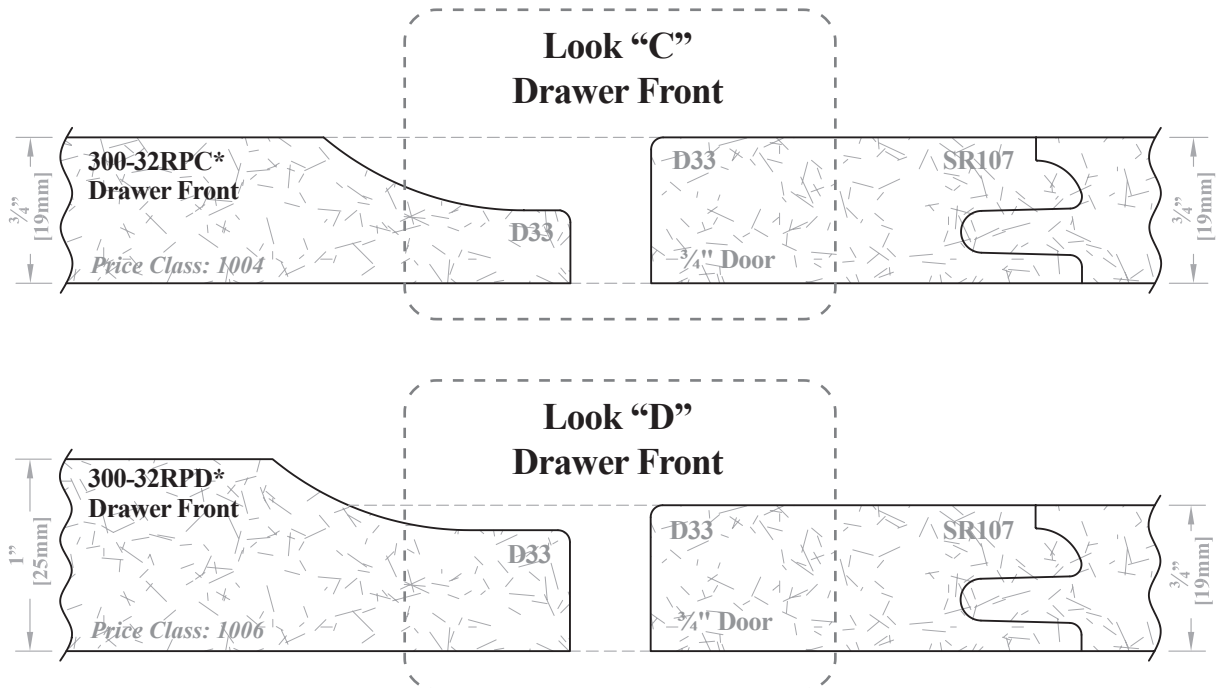 Look “C”
Drawer Front
300-32RPC*
Drawer Front
D33
Price Class: 1004
D33
SR107
¾" Door
¾”
[19mm]
¾”
[19mm]
Look “D”
Drawer Front
300-32RPD*
Drawer Front
D33
Price Class: 1006
D33
SR107
¾" Door
1”
[25mm]
¾”
[19mm]